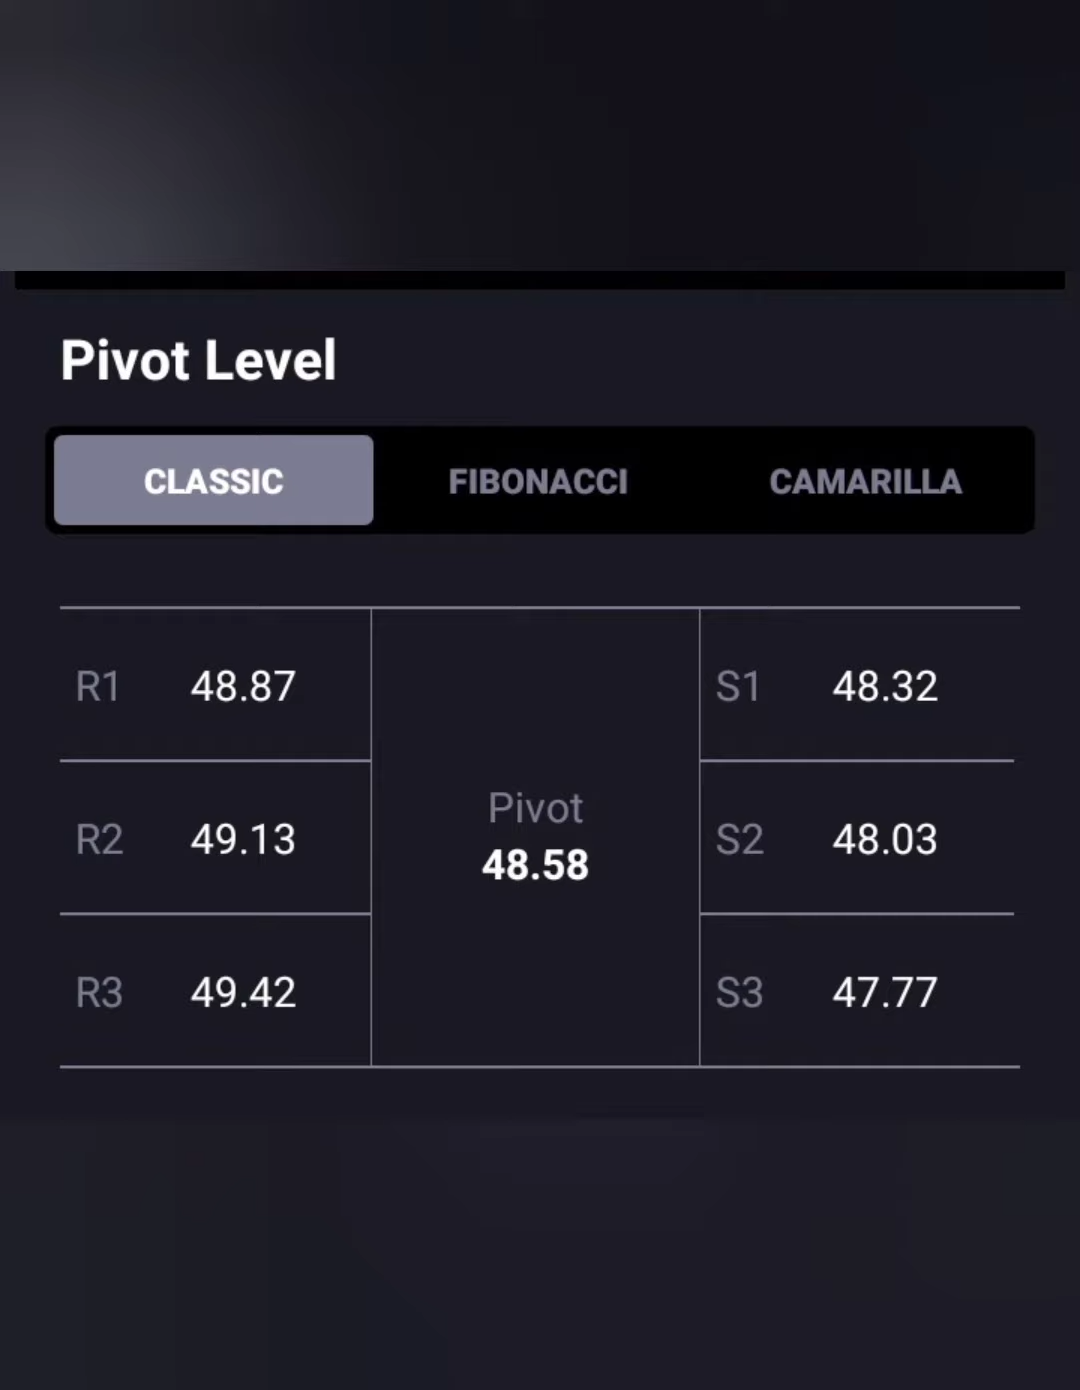 Pivot Level
CLASSIC FIBONACCI CAMARILLA
R1 48.87
R2 49.13
R3 49.42
Pivot
48.58
S1 48.32
S2 48.03
S3 47.77